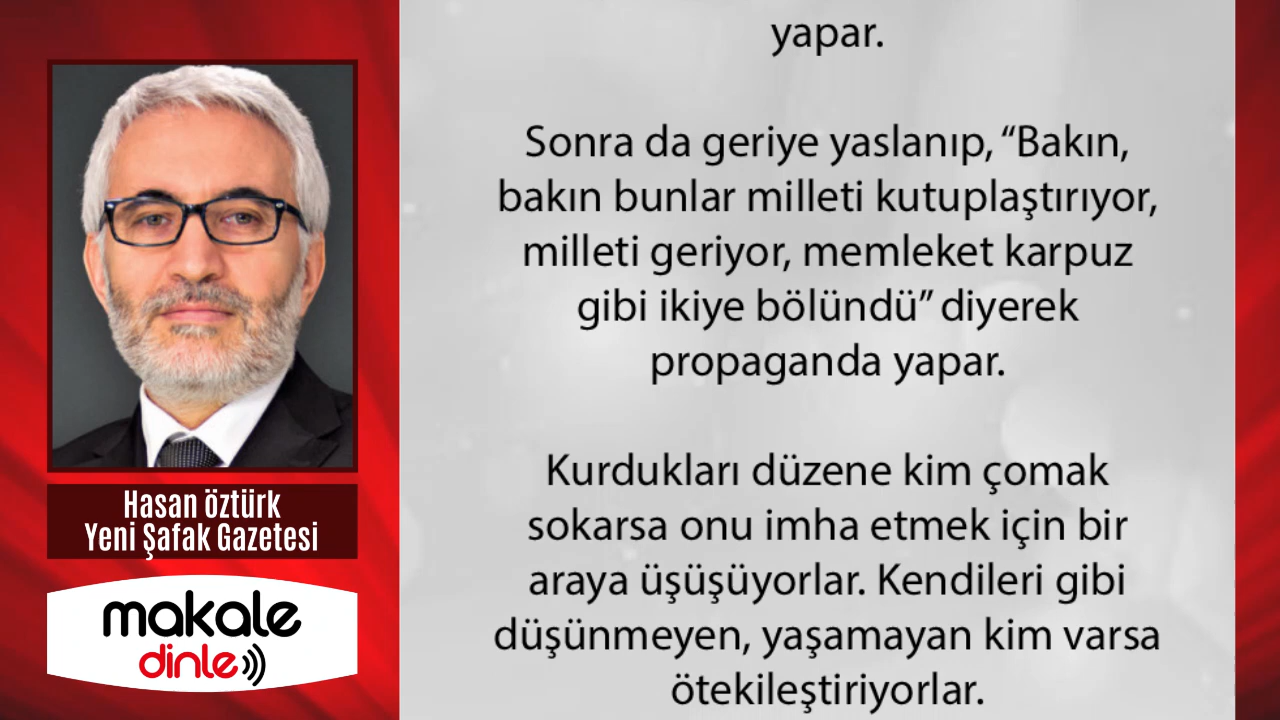 Hasan Öztürk
Yeni Şafak Gazetesi
makale
dinle
yapar.
Sonra da geriye yaslanıp, “Bakın,
bakın bunlar milleti kutuplaştırıyor,
milleti geriyor, memleket karpuz
gibi ikiye bölündü” diyerek
propaganda yapar.
Kurdukları düzene kim çomak
sokarsa onu imha etmek için bir
araya üşüşüyorlar. Kendileri gibi
düşünmeyen, yaşamayan kim varsa
ötekileştiriyorlar.